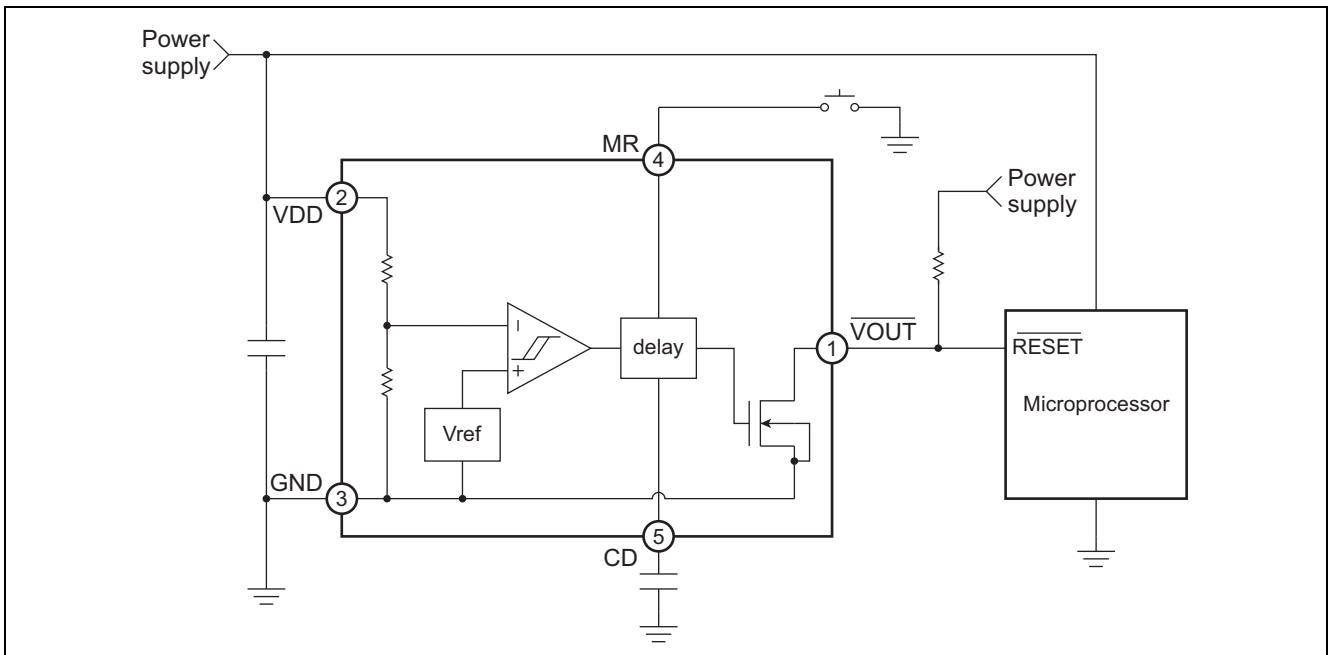 Power
supply
MR
4
2
VDD
Power
supply
delay
VOUT
1
RESET
Microprocessor
Vref
GND
3
5
CD